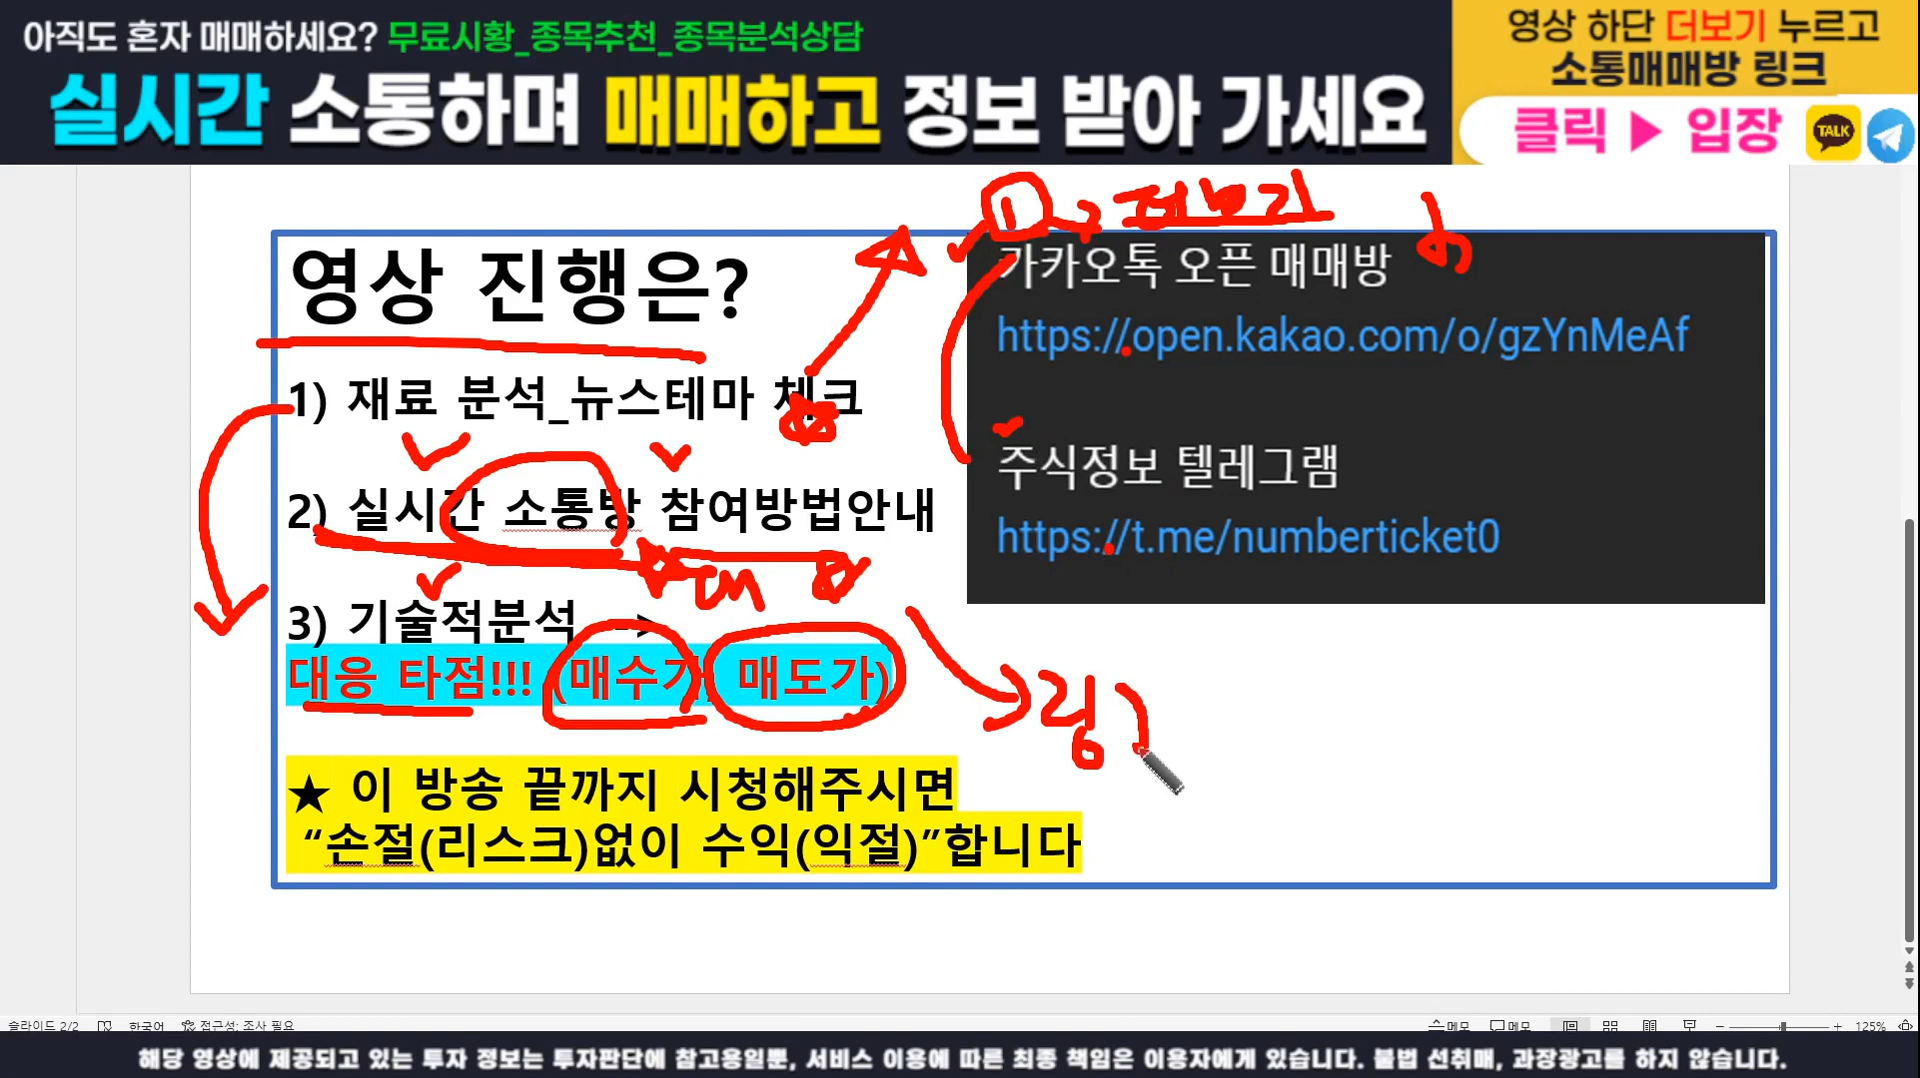 아직도 혼자 매매하세요? 무료시황_종목추천_종목분석상담
실시간 소통하며 매매하고 정보 받아 가세요
영상 하단 더보기 누르고
소통매매방 링크
클릭 ▶ 입장
TALK
영상 진행은?
1) 재료 분석_뉴스테마 체크
2) 실시간 소통방 참여방법안내
3) 기술적분석 ->
대응 타점!!! (매수가, 매도가)
★ 이 방송 끝까지 시청해주시면
“손절(리스크)없이 수익(익절)”합니다
1
가카오톡 오픈 매매방
https://open.kakao.com/o/gzYnMeAf
주식정보 텔레그램
https://t.me/numberticket0
링
슬라이드 2/2 한국어 접근성: 조사 필요
메모 메모 125%
해당 영상에 제공되고 있는 투자 정보는 투자판단에 참고용일뿐, 서비스 이용에 따른 최종 책임은 이용자에게 있습니다. 불법 선취매, 과장광고를 하지 않습니다.